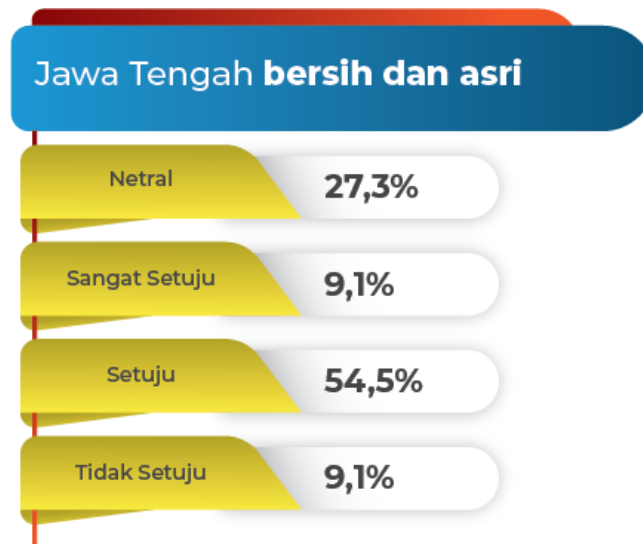 Jawa Tengah bersih dan asri
Netral 27,3%
Sangat Setuju 9,1%
Setuju 54,5%
Tidak Setuju 9,1%